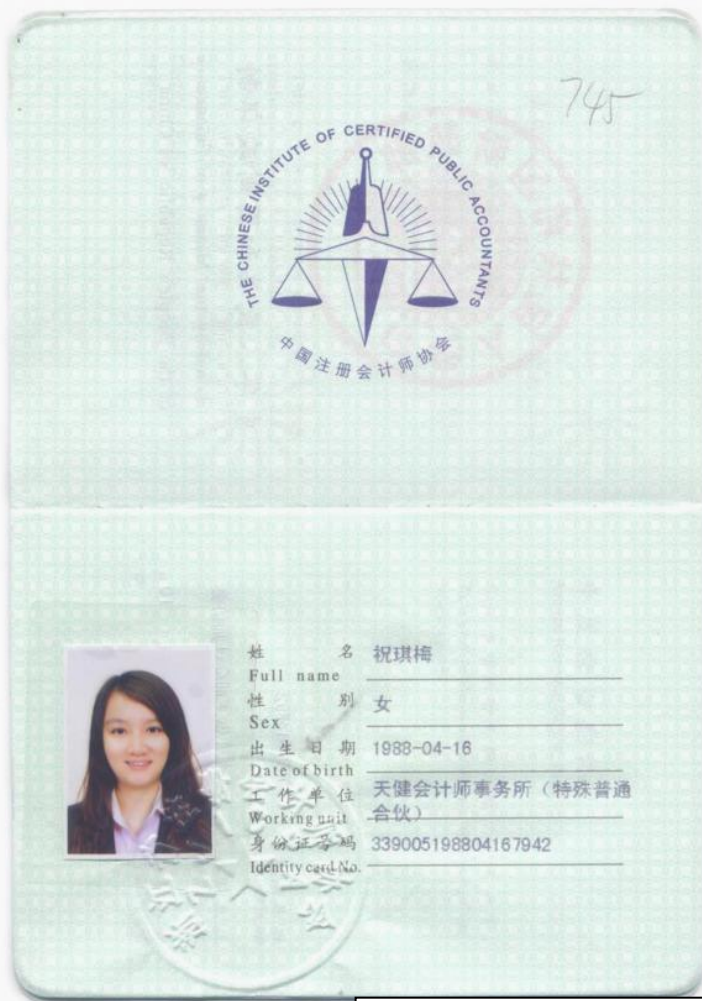 745
THE CHINESE INSTITUTE OF CERTIFIED PUBLIC ACCOUNTANTS
中国注册会计师协会
姓名 祝琪梅
Full name
性别 女
Sex
出生日期 1988-04-16
Date of birth
工作单位 天健会计师事务所（特殊普通
Working unit 合伙）
身份证号码 339005198804167942
Identity card No.